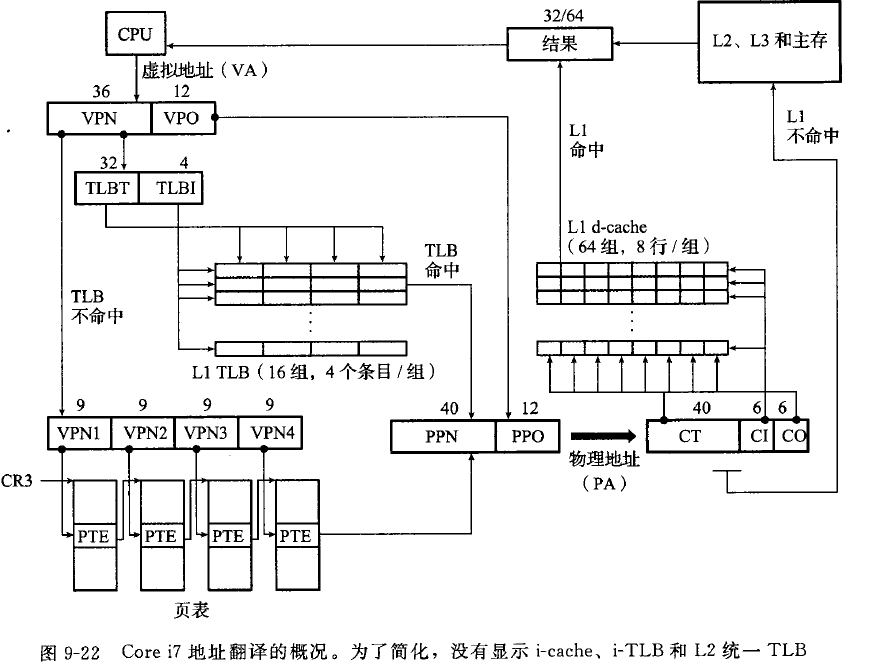 CPU
32/64
结果
L2、L3 和主存
虚拟地址（VA）
36 12
VPN VPO
L1
命中
L1
不命中
32 4
TLBT TLBI
TLB
命中
L1 d-cache
（64 组，8 行/组）
TLB
不命中
L1 TLB（16 组，4 个条目/组）
9 9 9 9
VPN1 VPN2 VPN3 VPN4
40 12
PPN PPO
物理地址
（PA）
40 6 6
CT CI CO
CR3
PTE PTE PTE PTE
页表
图 9-22 Core i7 地址翻译的概况。为了简化，没有显示 i-cache、i-TLB 和 L2 统一 TLB